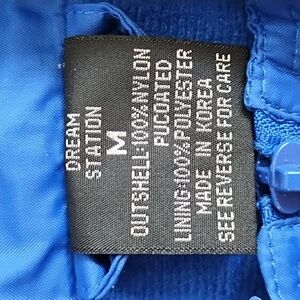 DREAM
STATION
M
OUTSHELL:100%NYLON
PUCOATED
LINING:100%POLYESTER
MADE IN KOREA
SEE REVERSE FOR CARE